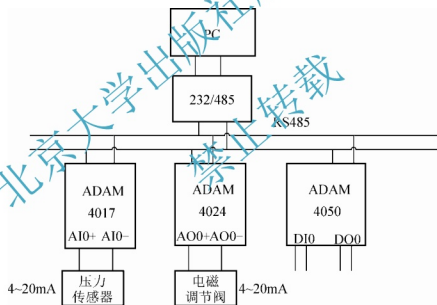 PC
232/485
RS485
ADAM
4017
AI0+ AI0−
ADAM
4024
AO0+AO0−
ADAM
4050
DI0 DO0
4~20mA
压力
传感器
电磁
调节阀
4~20mA
北京大学出版社
禁止转载